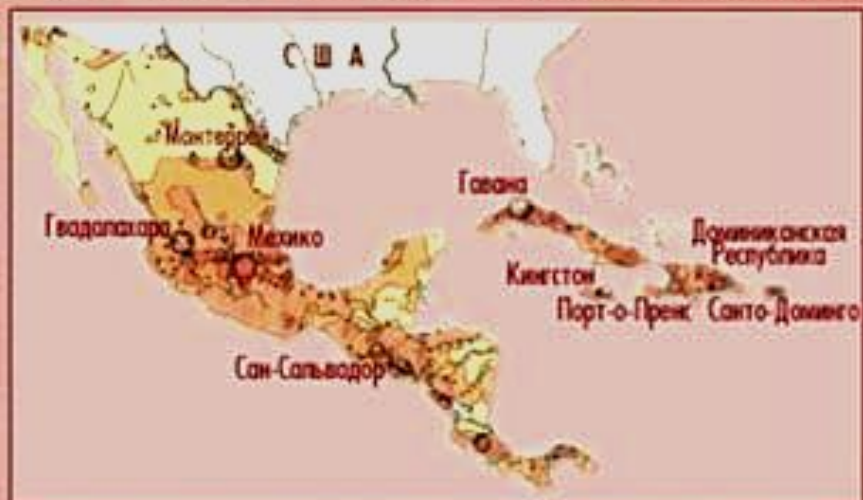 США
Монтеррей
Гавана
Гвадалахара
Мехико
Доминиканская
Республика
Кингстон
Порт-о-Пренс
Санто-Доминго
Сан-Сальвадор